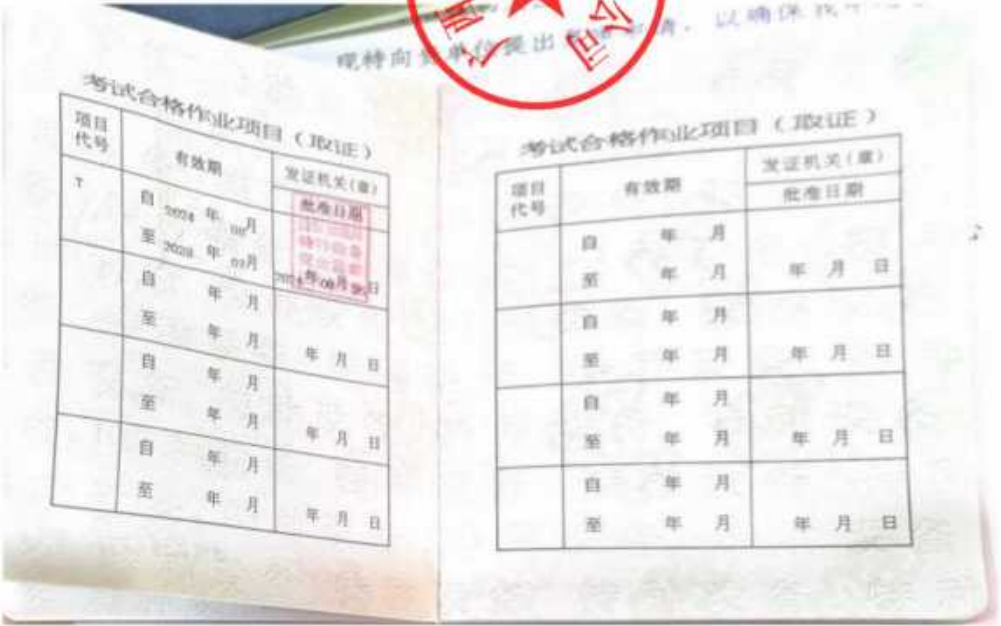 公司
现特向贵单位提出
以确保我
考试合格作业项目（取证）
项目代号
有效期
发证机关（章）
批准日期
T
自 2024 年 月
至 2028 年 月
2024 年 月 日
自 年 月
至 年 月
年 月 日
自 年 月
至 年 月
年 月 日
自 年 月
至 年 月
年 月 日
考试合格作业项目（取证）
项目代号
有效期
发证机关（章）
批准日期
自 年 月
至 年 月
年 月 日
自 年 月
至 年 月
年 月 日
自 年 月
至 年 月
年 月 日
自 年 月
至 年 月
年 月 日